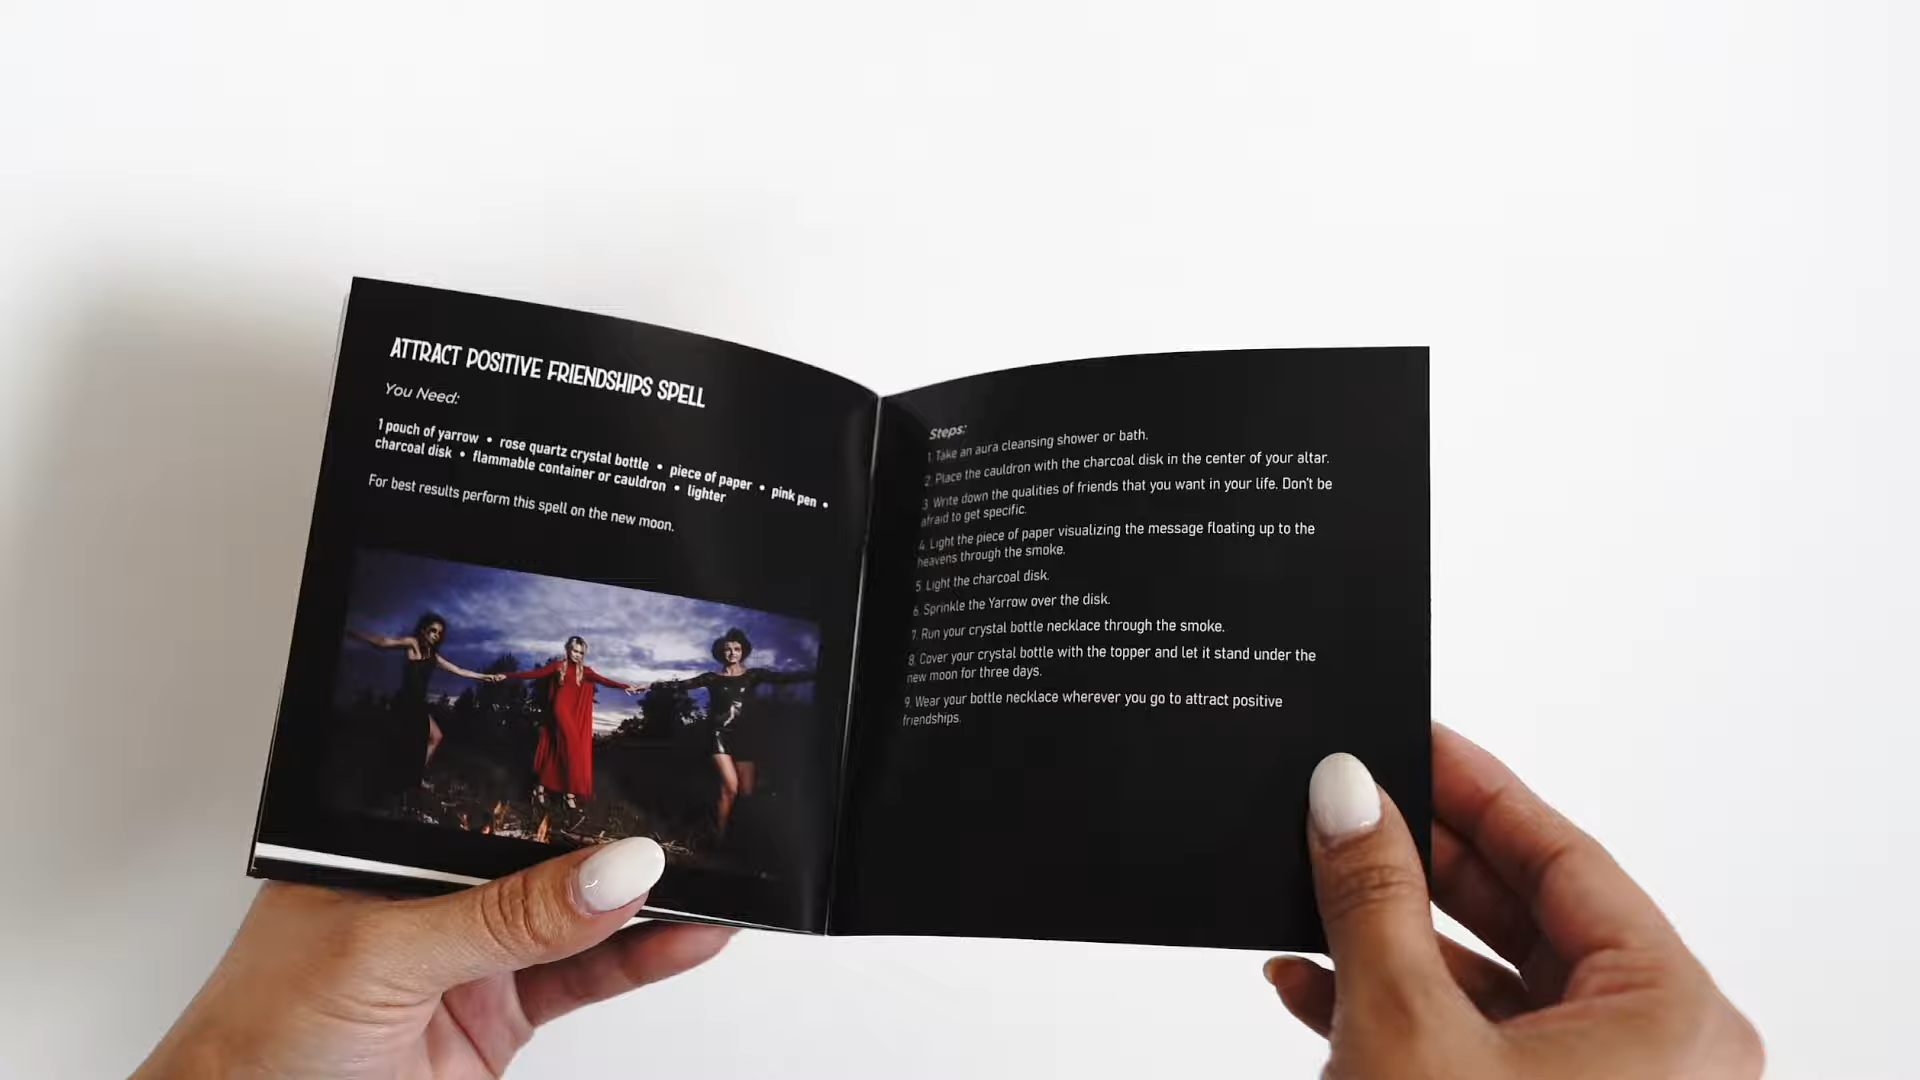 ATTRACT POSITIVE FRIENDSHIPS SPELL
You Need:
1 pouch of yarrow • rose quartz crystal bottle • piece of paper • pink pen •
charcoal disk • flammable container or cauldron • lighter
For best results perform this spell on the new moon.
Steps:
1. Take an aura cleansing shower or bath.
2. Place the cauldron with the charcoal disk in the center of your altar.
3. Write down the qualities of friends that you want in your life. Don't be
afraid to get specific.
4. Light the piece of paper visualizing the message floating up to the
heavens through the smoke.
5. Light the charcoal disk.
6. Sprinkle the Yarrow over the disk.
7. Run your crystal bottle necklace through the smoke.
8. Cover your crystal bottle with the topper and let it stand under the
new moon for three days.
9. Wear your bottle necklace wherever you go to attract positive
friendships.